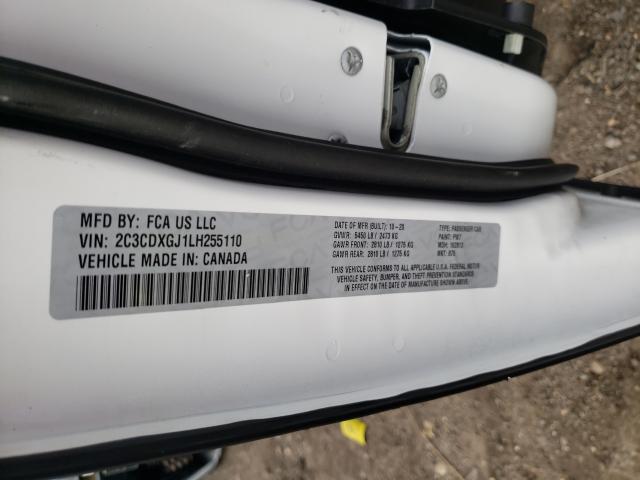 MFD BY: FCA US LLC
VIN: 2C3CDXGJ1LH255110
VEHICLE MADE IN: CANADA
DATE OF MFR (BUILT): 10-20
GVWR: 5450 LB / 2473 KG
GAWR FRONT: 2810 LB / 1275 KG
GAWR REAR: 2810 LB / 1275 KG
TYPE: PASSENGER CAR
PAINT: PW7
MDH: 102813
THIS VEHICLE CONFORMS TO ALL APPLICABLE U.S.A. FEDERAL MOTOR
VEHICLE SAFETY, BUMPER, AND THEFT PREVENTION STANDARDS
IN EFFECT ON THE DATE OF MANUFACTURE SHOWN ABOVE.